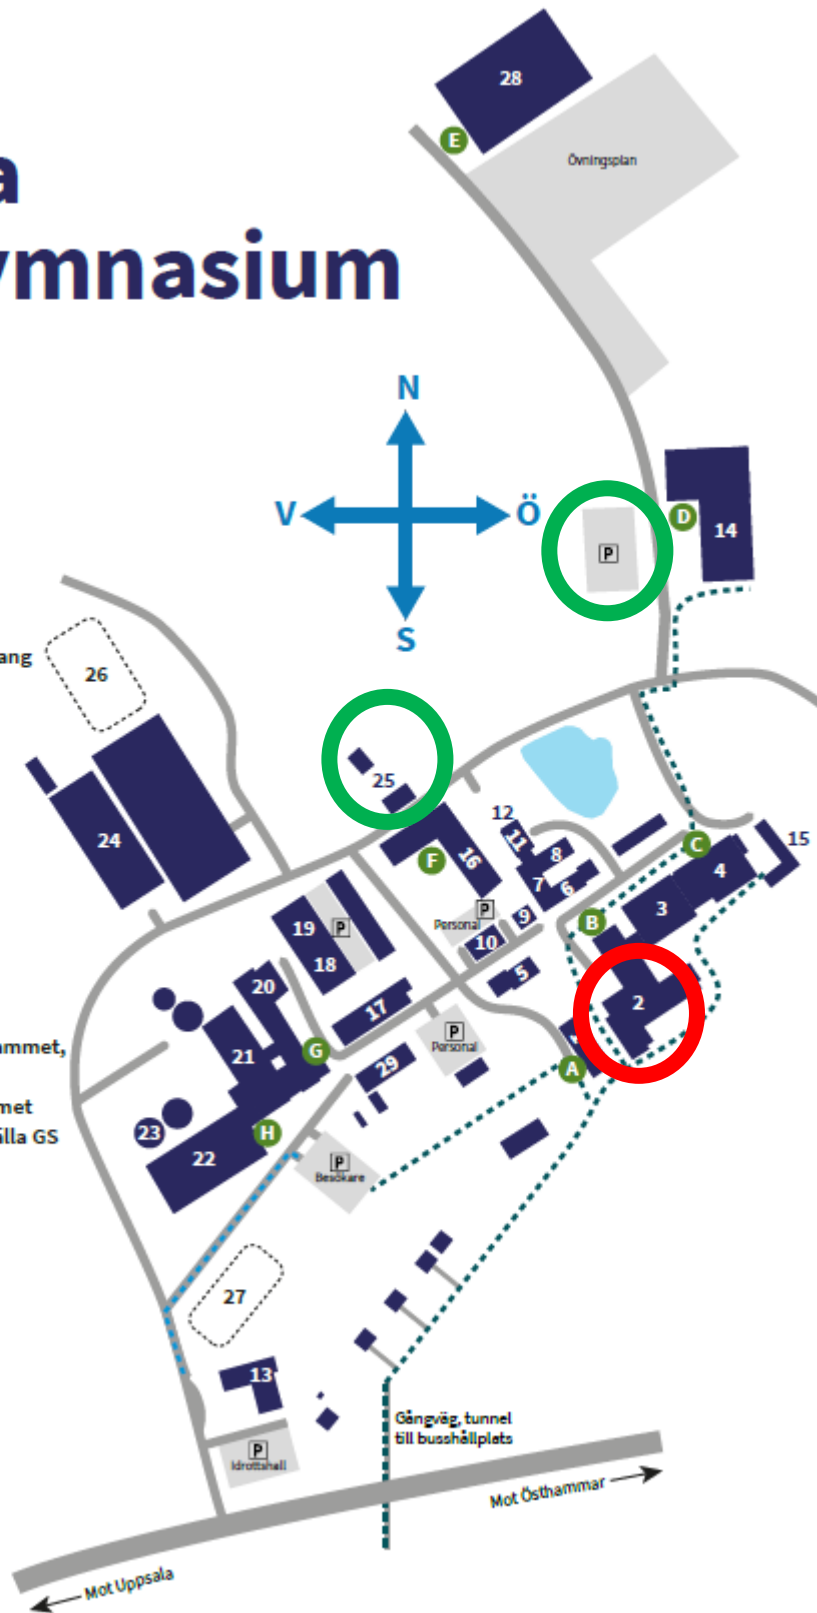 a
ymnasium
28
E
Övningsplan
N
V
Ö
S
P
D
14
ang
26
25
24
12
11
8
16
F
7
6
C
15
4
3
9
B
P
Personal
10
19
P
18
5
2
20
17
P
Personal
ammet,
21
G
29
A
met
älla GS
23
H
22
P
Besökare
27
13
P
Idrottshall
Gångväg, tunnel
till busshållplats
Mot Östhammar
Mot Uppsala